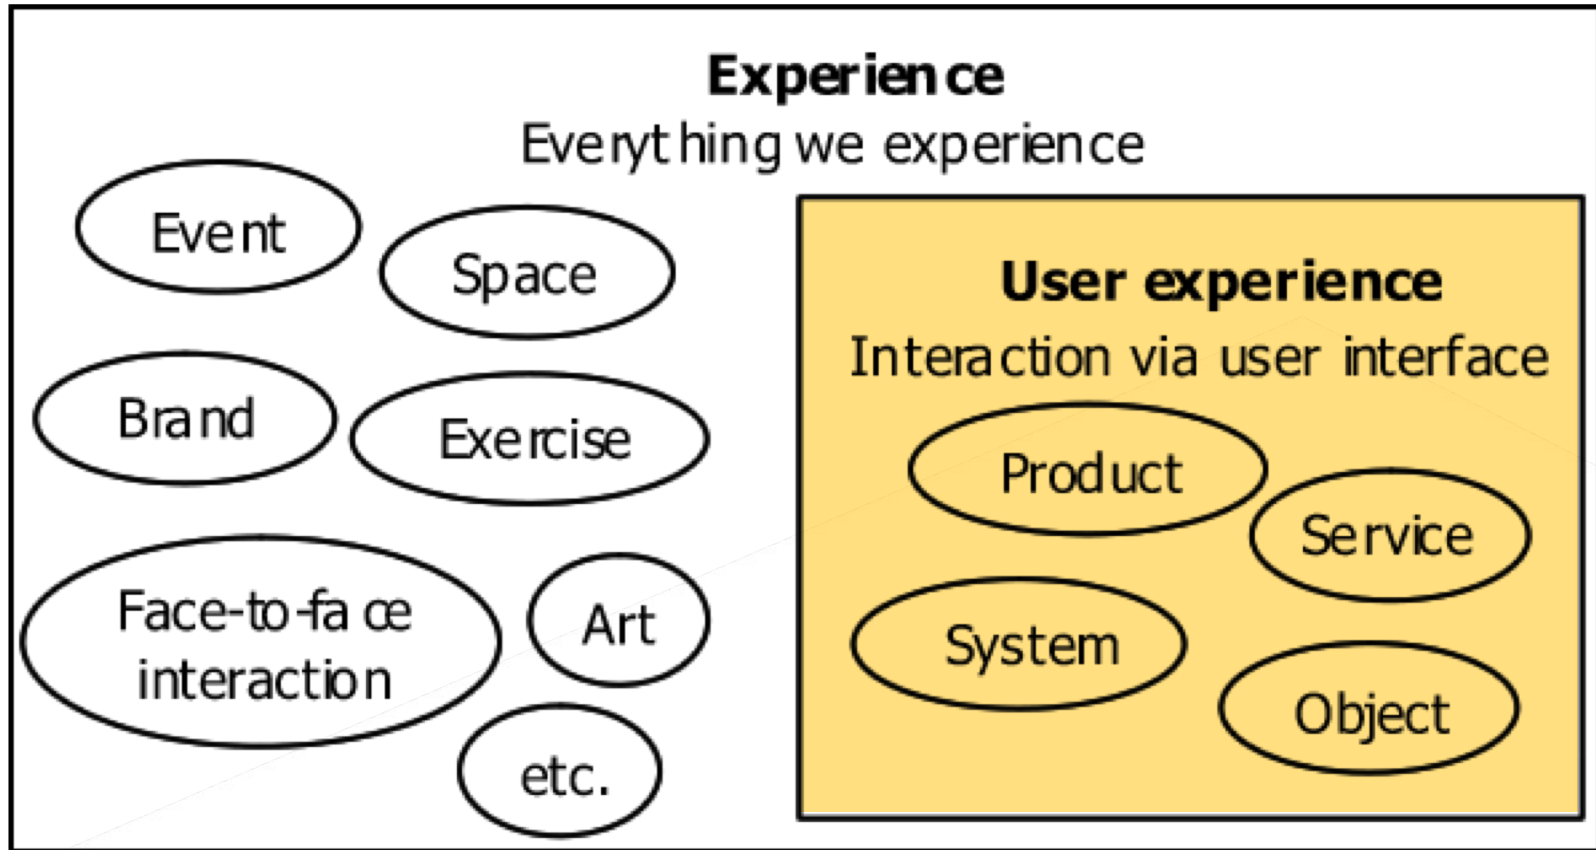 Experience
Everything we experience
Event
Space
Brand
Exercise
Face-to-face
interaction
Art
etc.
User experience
Interaction via user interface
Product
Service
System
Object